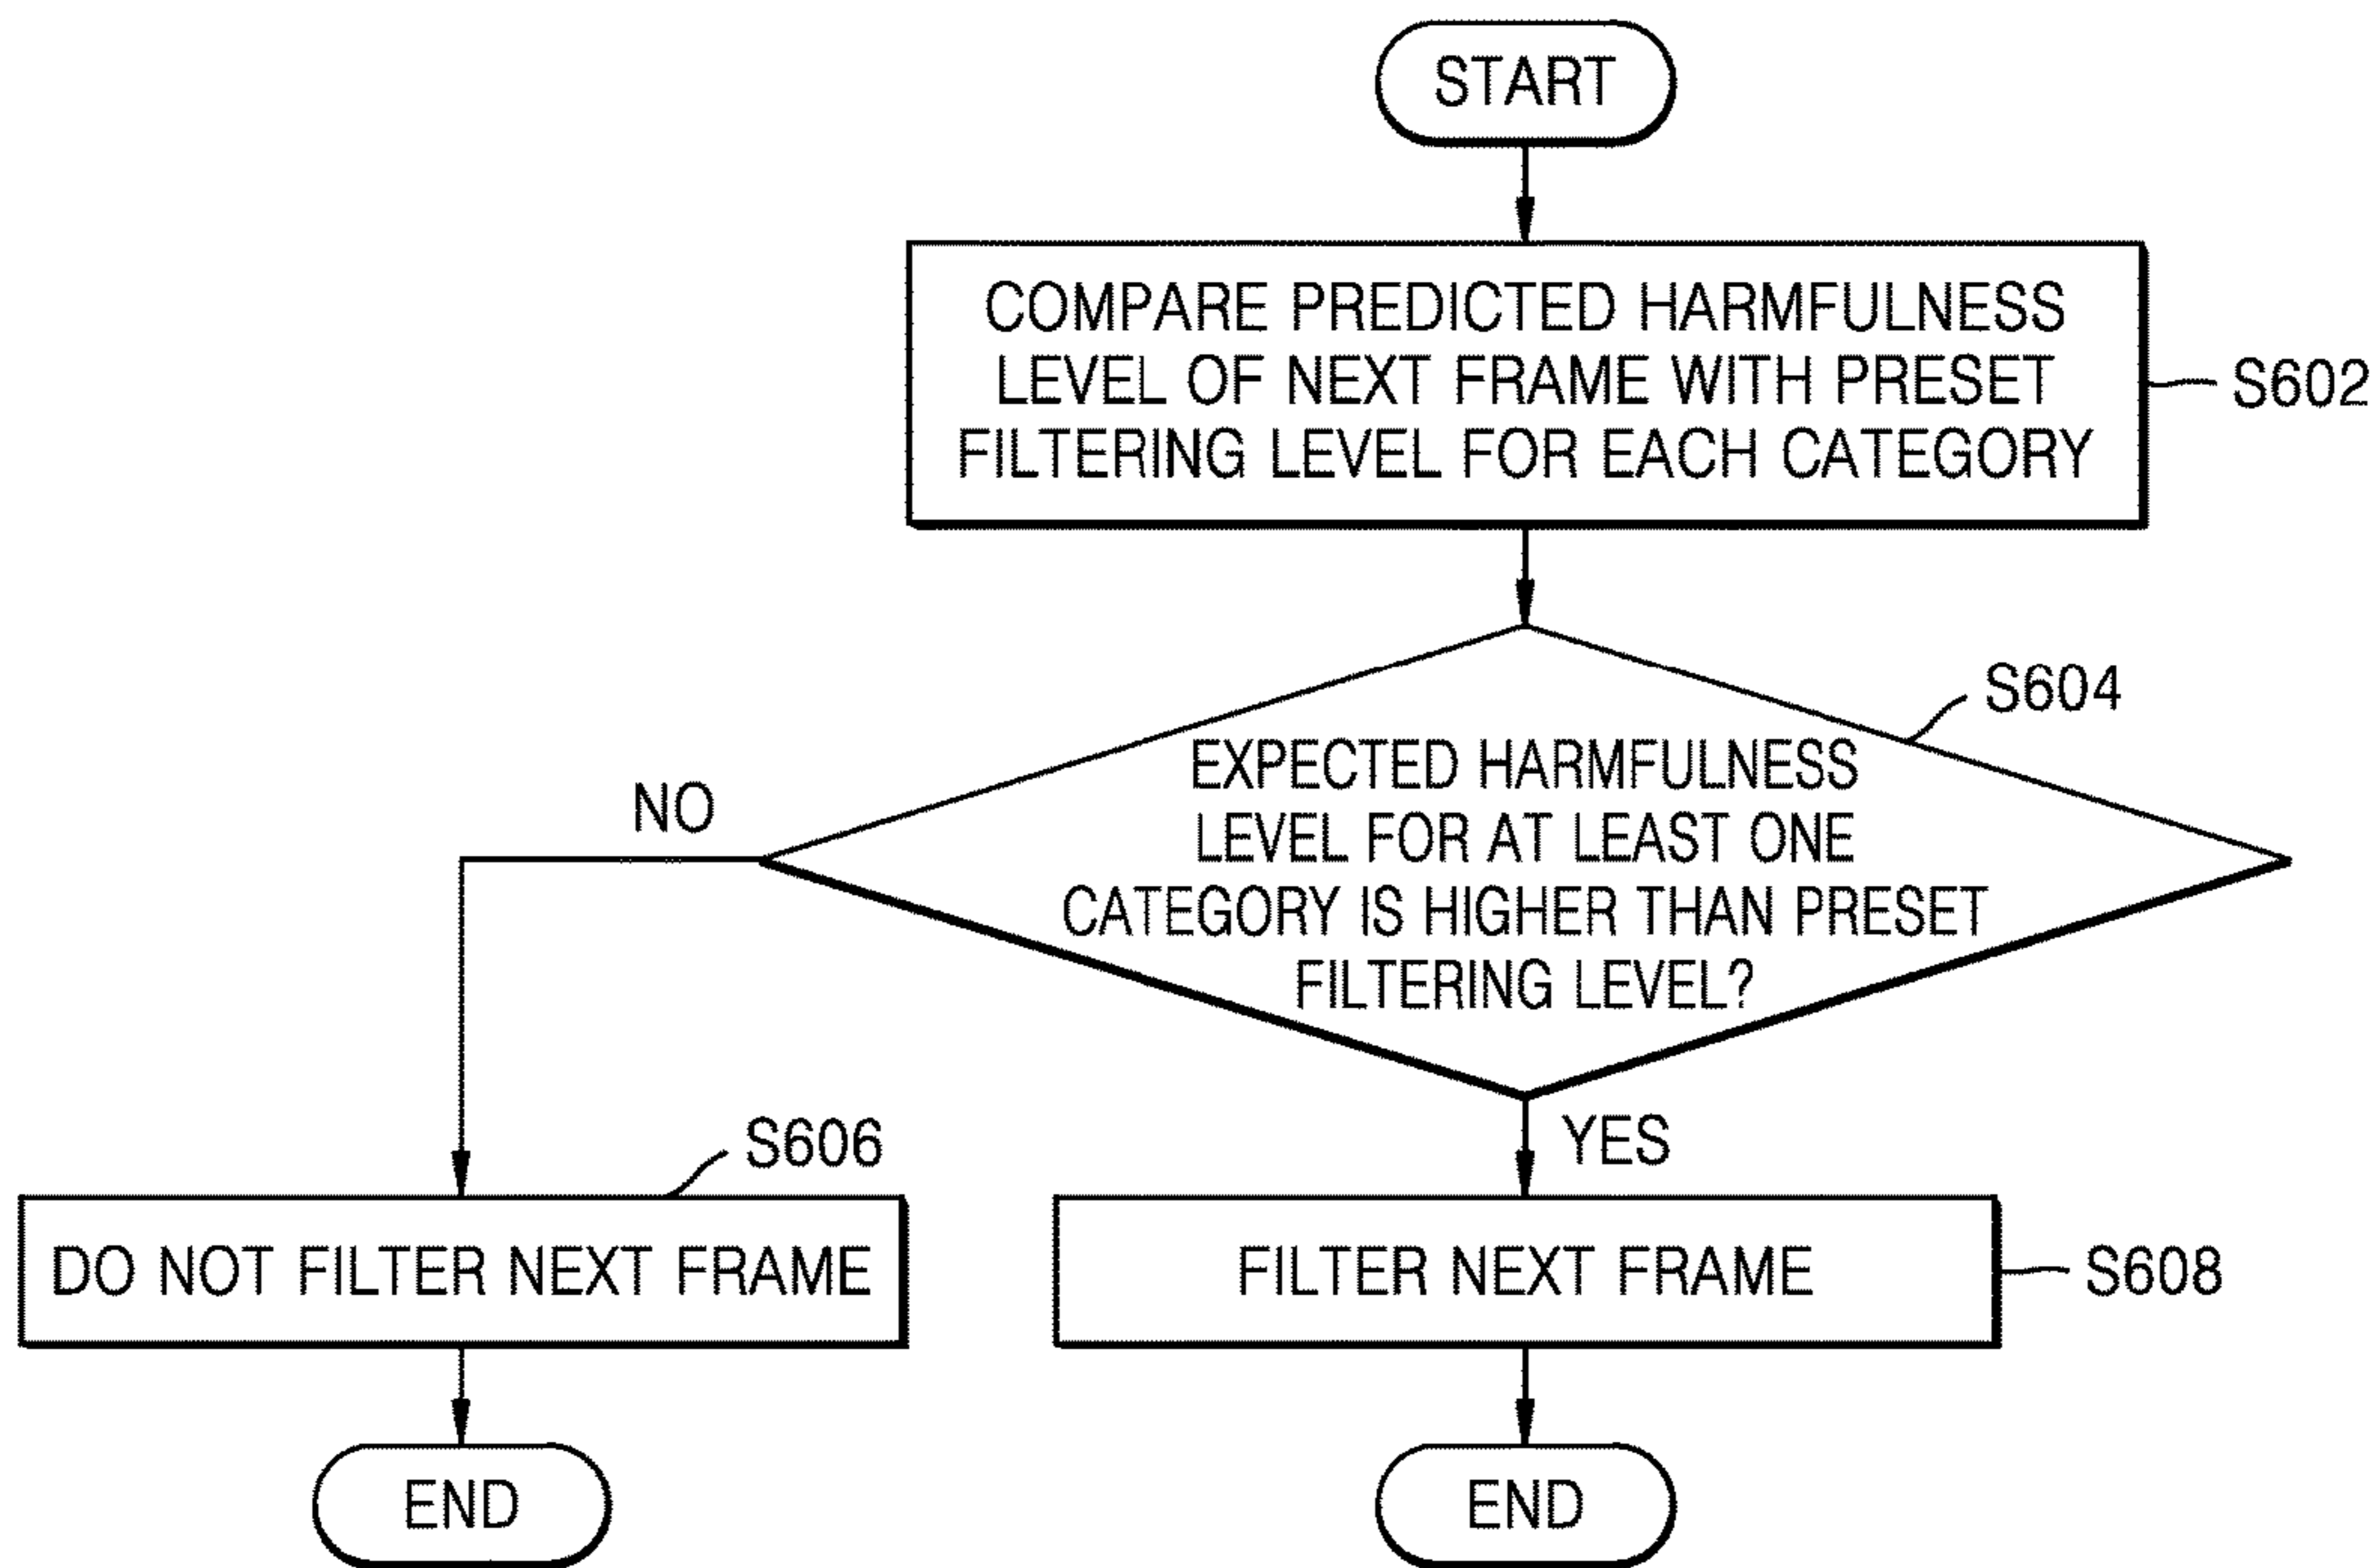 START
COMPARE PREDICTED HARMFULNESS
LEVEL OF NEXT FRAME WITH PRESET
FILTERING LEVEL FOR EACH CATEGORY
S602
S604
EXPECTED HARMFULNESS
LEVEL FOR AT LEAST ONE
CATEGORY IS HIGHER THAN PRESET
FILTERING LEVEL?
NO
YES
S606
DO NOT FILTER NEXT FRAME
FILTER NEXT FRAME
S608
END
END